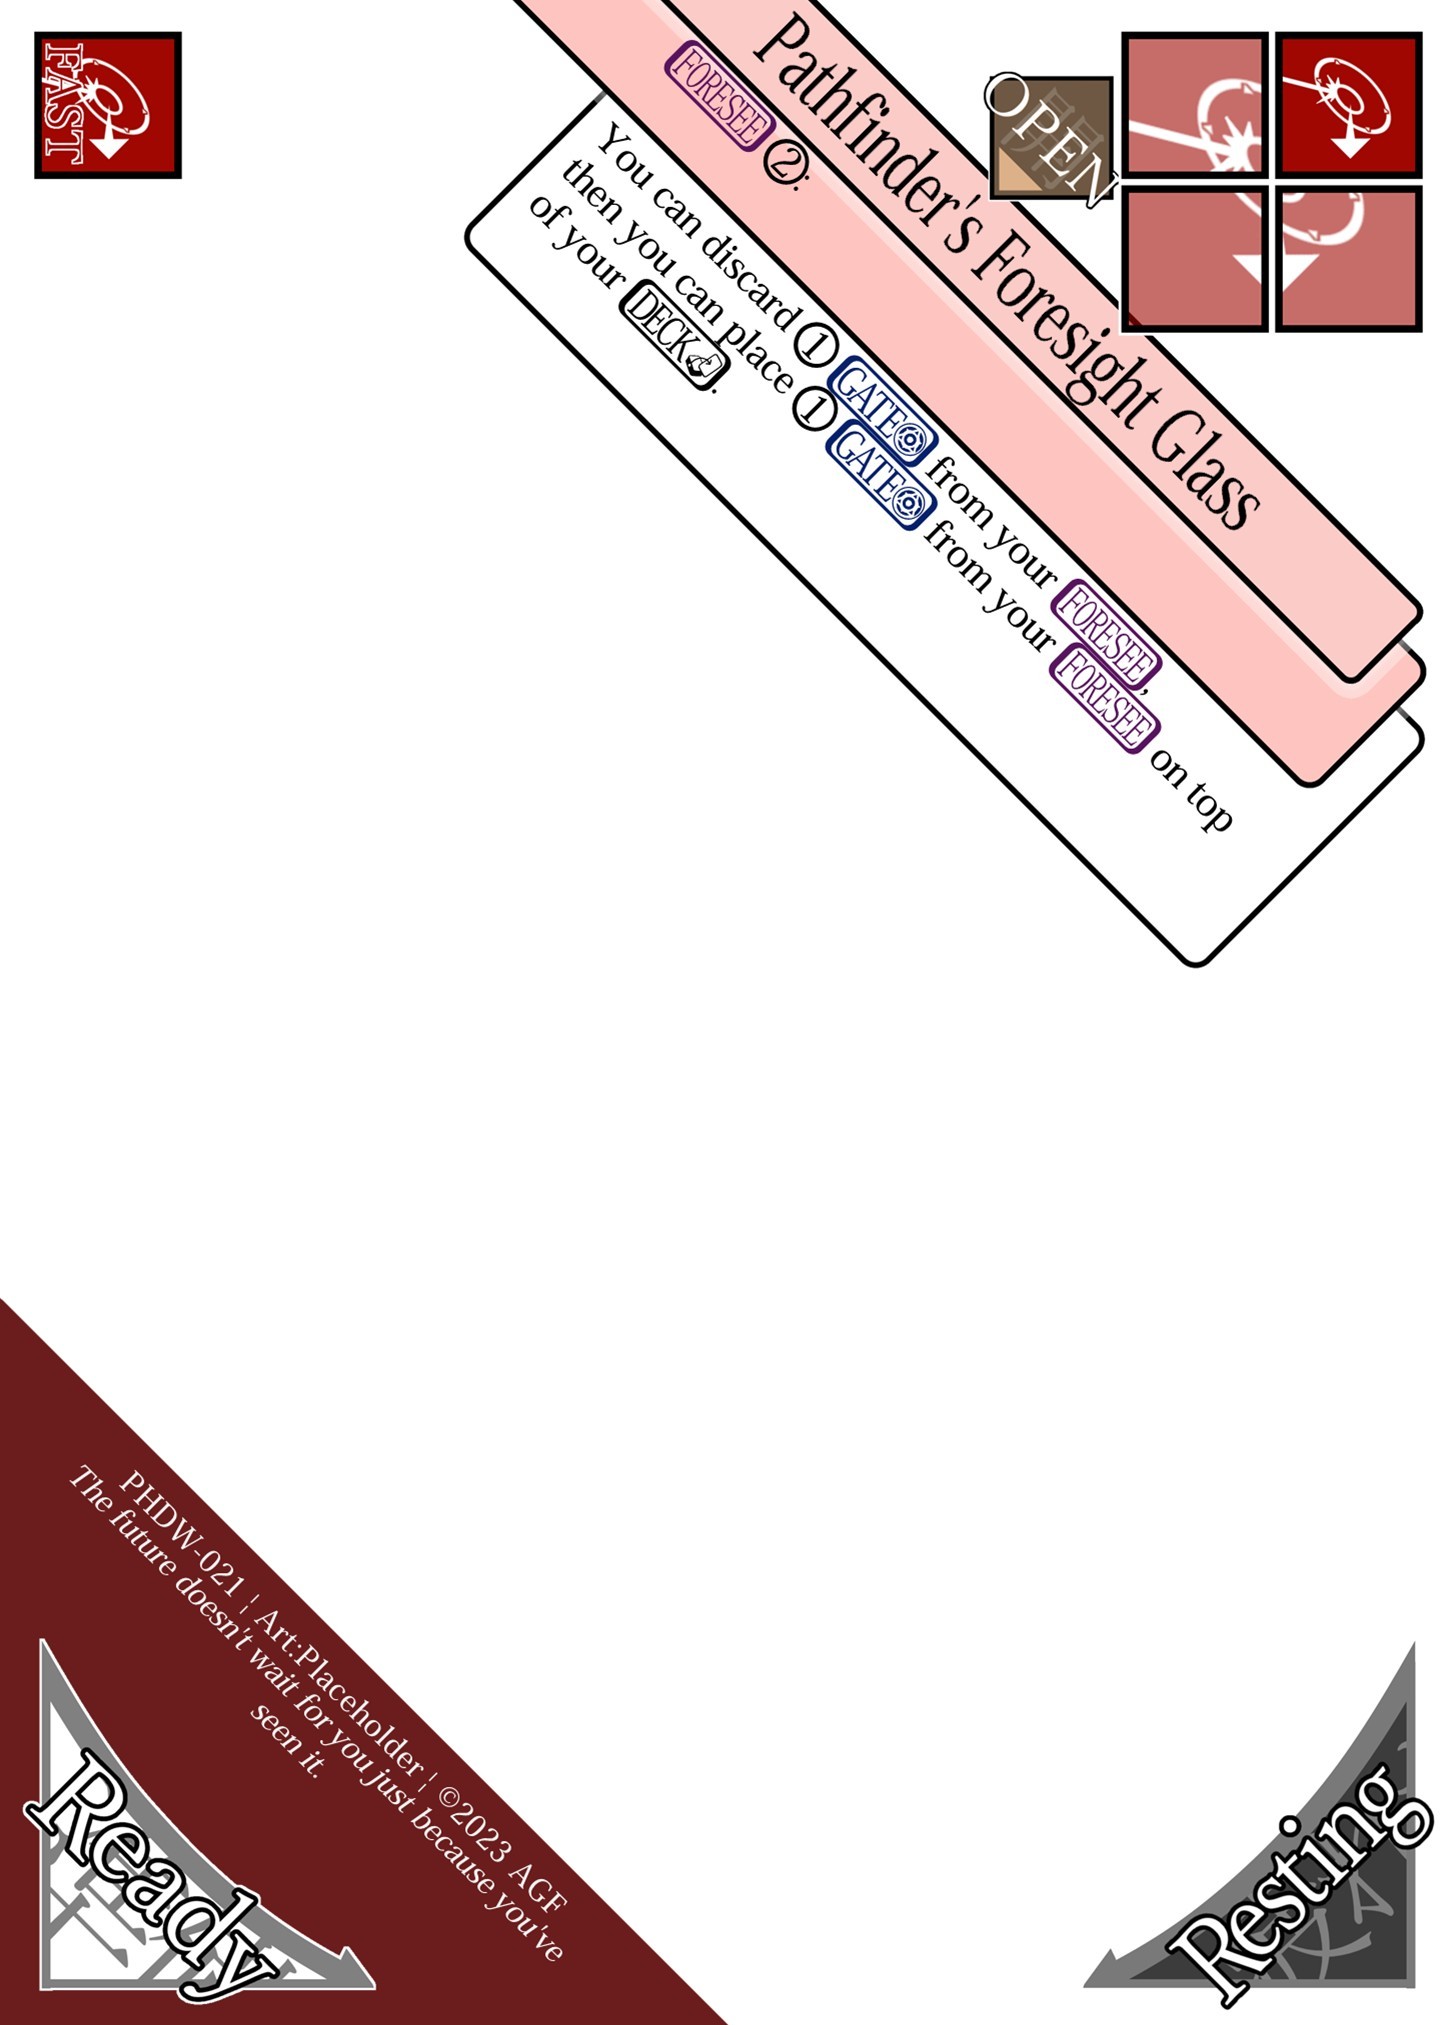 FAST
OPEN
開
Pathfinder's Foresight Glass
FORESEE ②:
You can discard ① GATE from your FORESEE,
then you can place ① GATE from your FORESEE on top
of your DECK.
PHDW-021 ¦ Art:Placeholder ¦ ©2023 AGF
The future doesn't wait for you just because you've
seen it.
Ready
Resting